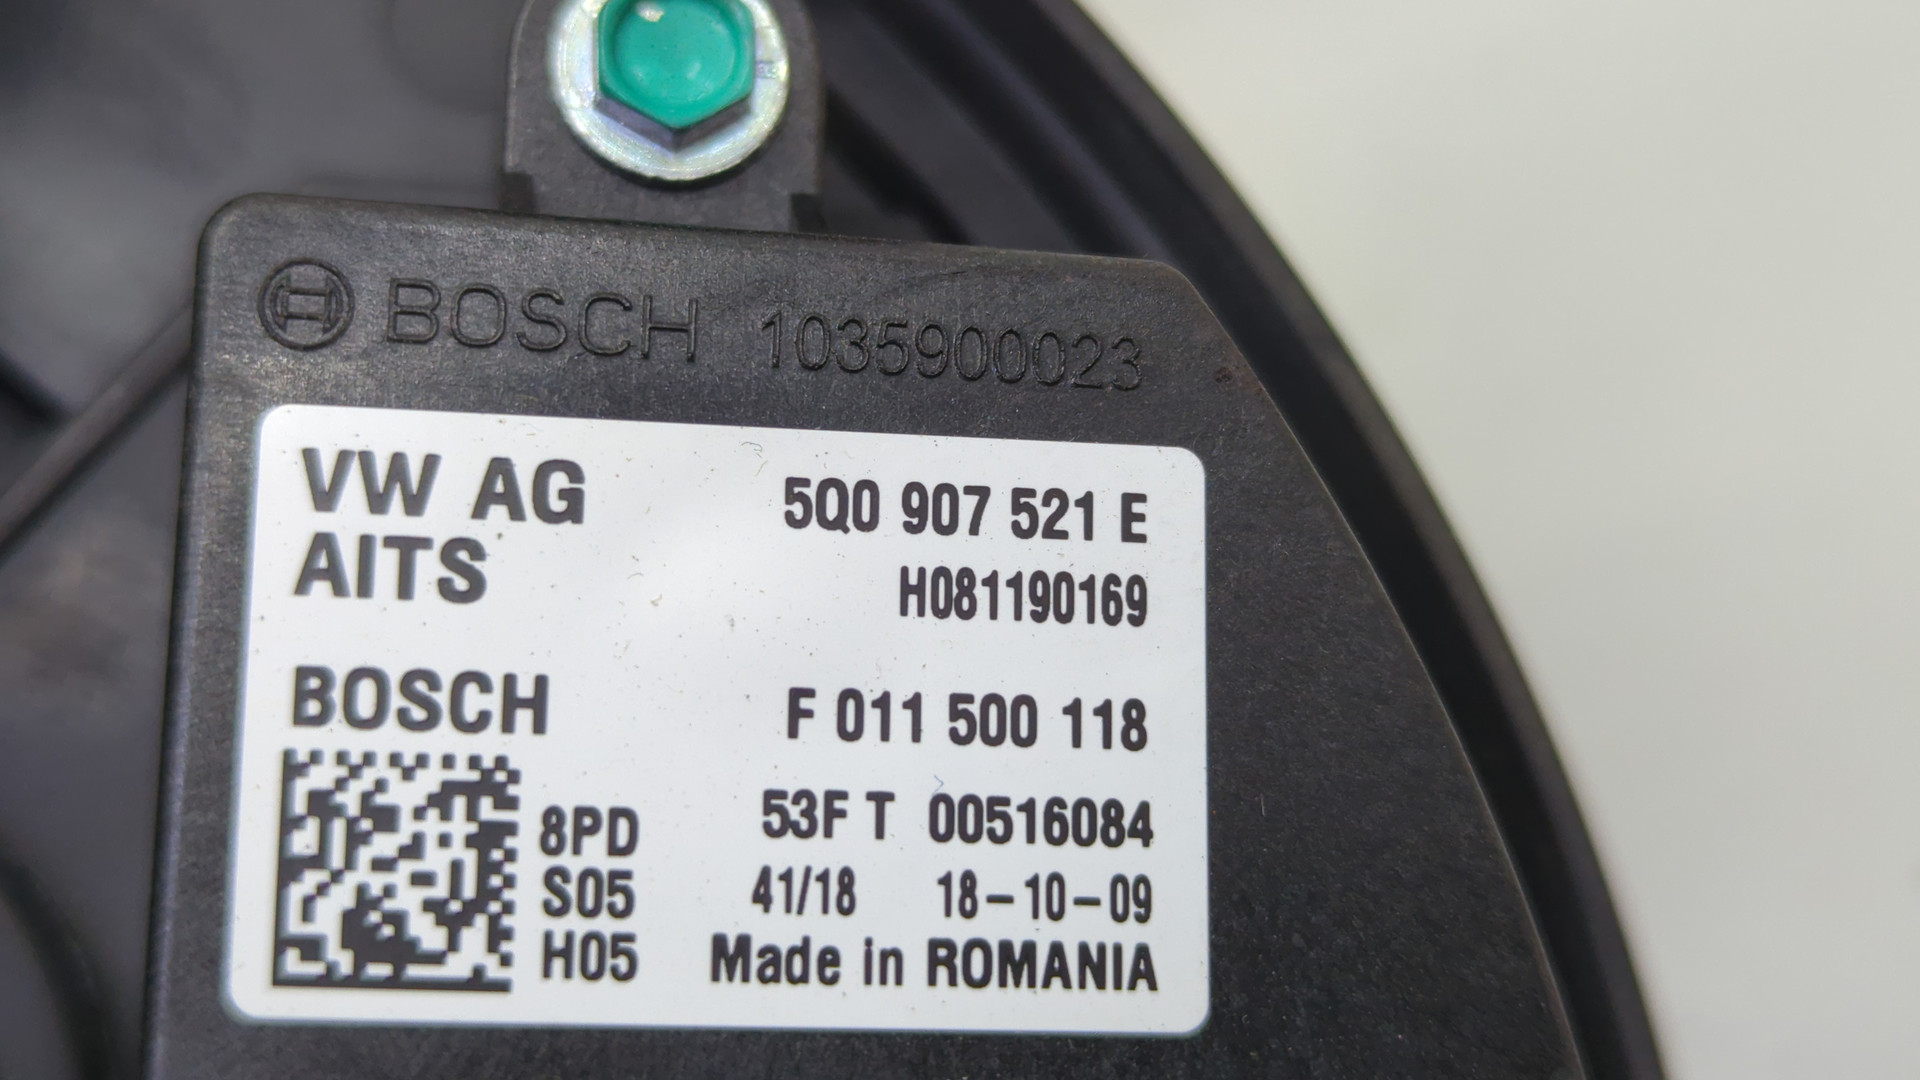 BOSCH 1035900023
VW AG 5Q0 907 521 E
AITS H081190169
BOSCH F 011 500 118
8PD 53F T 00516084
S05 41/18 18-10-09
H05 Made in ROMANIA